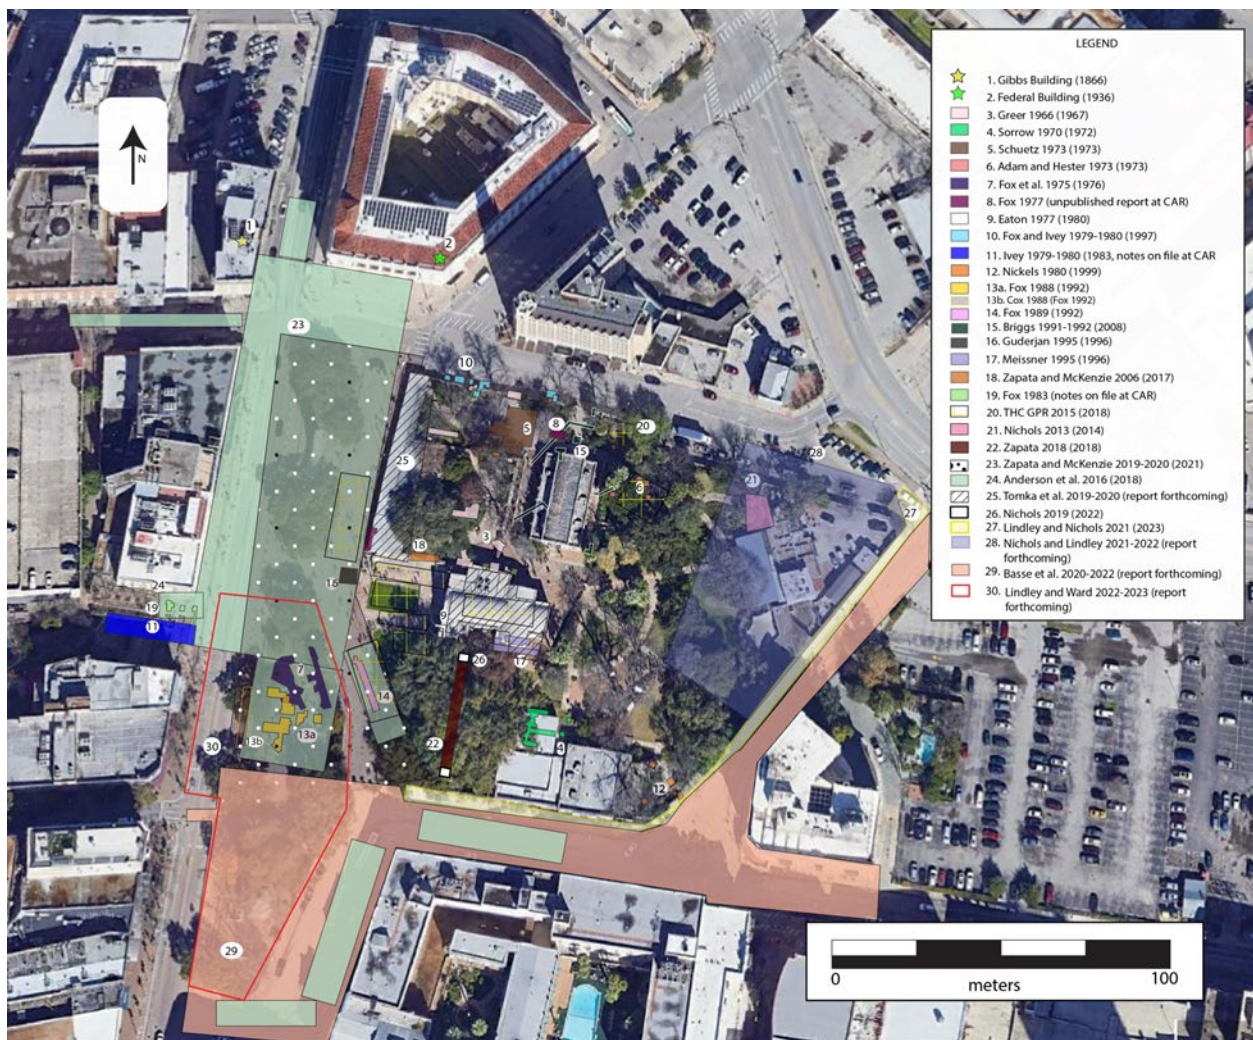 LEGEND
1. Gibbs Building (1866)
2. Federal Building (1936)
3. Greer 1966 (1967)
4. Sorrow 1970 (1972)
5. Schuetz 1973 (1973)
6. Adam and Hester 1973 (1973)
7. Fox et al. 1975 (1976)
8. Fox 1977 (unpublished report at CAR)
9. Eaton 1977 (1980)
10. Fox and Ivey 1979-1980 (1997)
11. Ivey 1979-1980 (1983, notes on file at CAR
12. Nickels 1980 (1999)
13a. Fox 1988 (1992)
13b. Cox 1988 (Fox 1992)
14. Fox 1989 (1992)
15. Briggs 1991-1992 (2008)
16. Guderjan 1995 (1996)
17. Meissner 1995 (1996)
18. Zapata and McKenzie 2006 (2017)
19. Fox 1983 (notes on file at CAR)
20. THC GPR 2015 (2018)
21. Nichols 2013 (2014)
22. Zapata 2018 (2018)
23. Zapata and McKenzie 2019-2020 (2021)
24. Anderson et al. 2016 (2018)
25. Tomka et al. 2019-2020 (report forthcoming)
26. Nichols 2019 (2022)
27. Lindley and Nichols 2021 (2023)
28. Nichols and Lindley 2021-2022 (report
forthcoming)
29. Basse et al. 2020-2022 (report forthcoming)
30. Lindley and Ward 2022-2023 (report
forthcoming)
N
1
2
23
10
5
8
20
15
28
25
6
21
27
3
18
16
24
19
11
9
17
26
7
14
13a
13b
30
22
4
12
29
0
100
meters